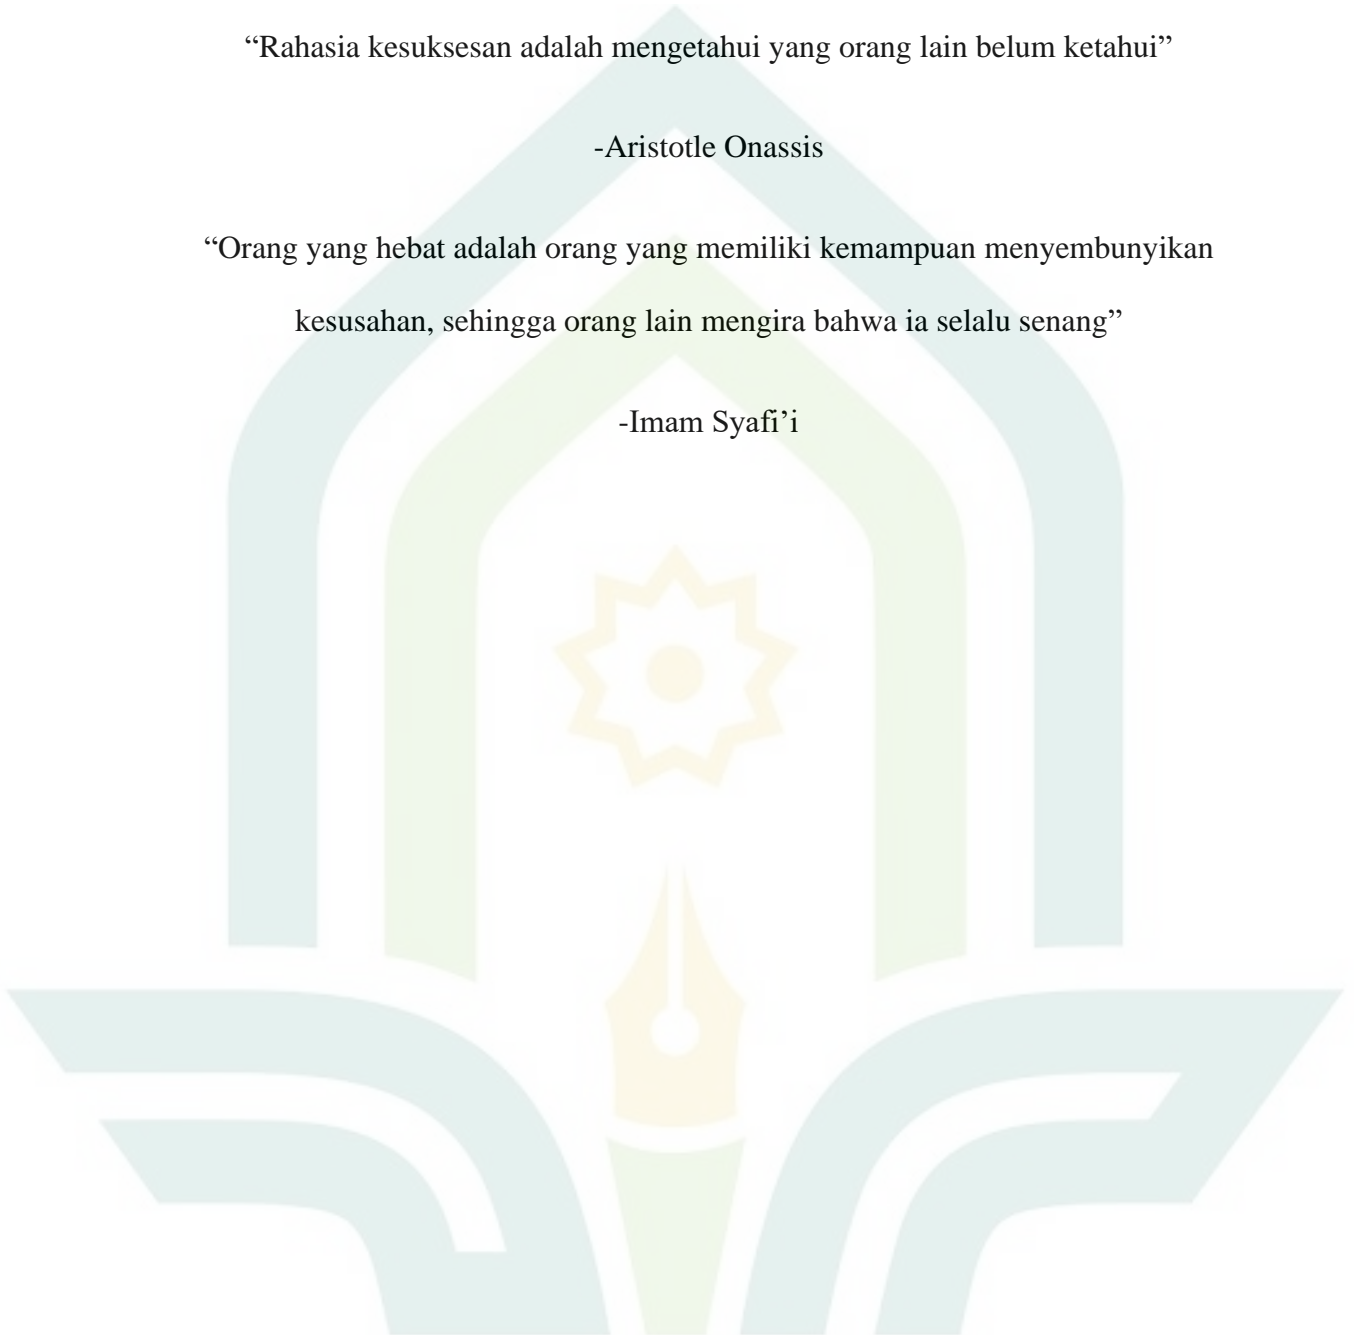 “Rahasia kesuksesan adalah mengetahui yang orang lain belum ketahui”
-Aristotle Onassis
“Orang yang hebat adalah orang yang memiliki kemampuan menyembunyikan
kesusahan, sehingga orang lain mengira bahwa ia selalu senang”
-Imam Syafi’i